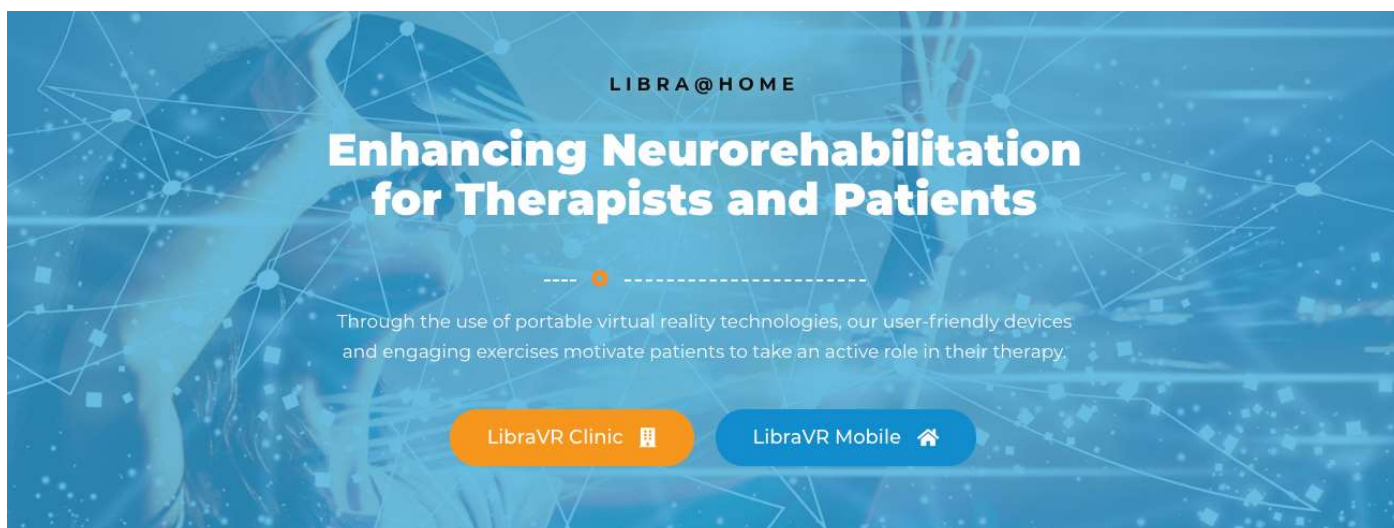 LIBRA@HOME
Enhancing Neurorehabilitation
for Therapists and Patients
Through the use of portable virtual reality technologies, our user-friendly devices
and engaging exercises motivate patients to take an active role in their therapy.
LibraVR Clinic
LibraVR Mobile